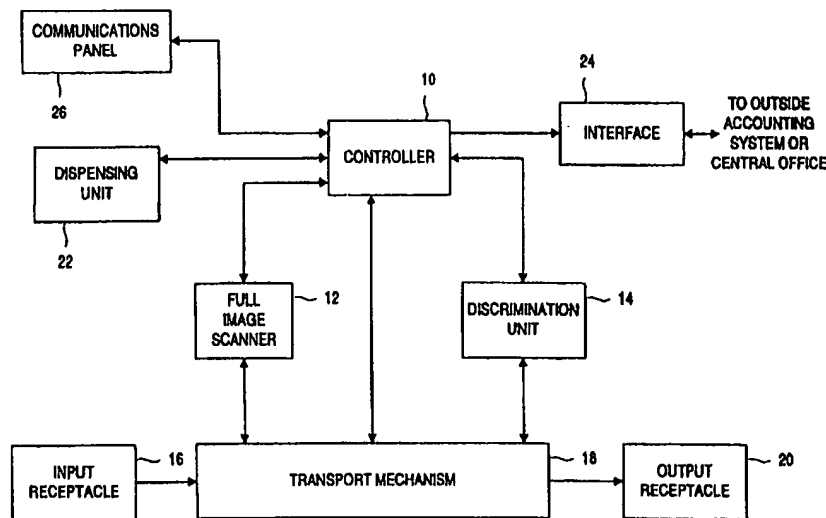 COMMUNICATIONS
PANEL
26
10
CONTROLLER
24
INTERFACE
TO OUTSIDE
ACCOUNTING
SYSTEM OR
CENTRAL OFFICE
DISPENSING
UNIT
22
FULL
IMAGE
SCANNER
12
DISCRIMINATION
UNIT
14
INPUT
RECEPTACLE
16
TRANSPORT MECHANISM
18
OUTPUT
RECEPTACLE
20